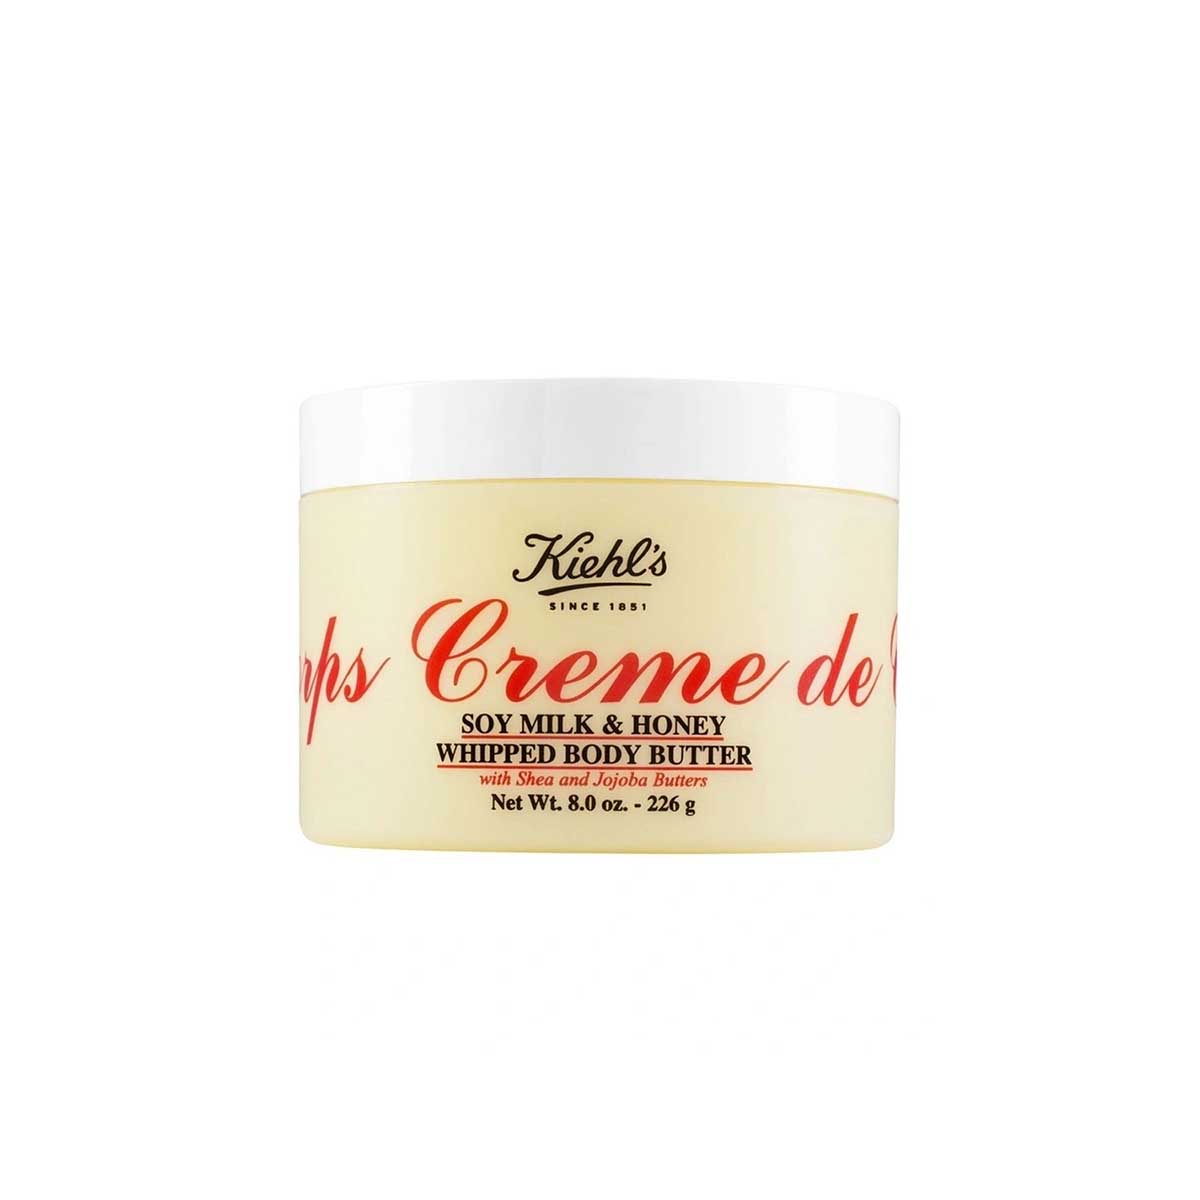 Kiehl's
SINCE 1851
rps Creme de
SOY MILK & HONEY
WHIPPED BODY BUTTER
with Shea and Jojoba Butters
Net Wt. 8.0 oz. - 226 g